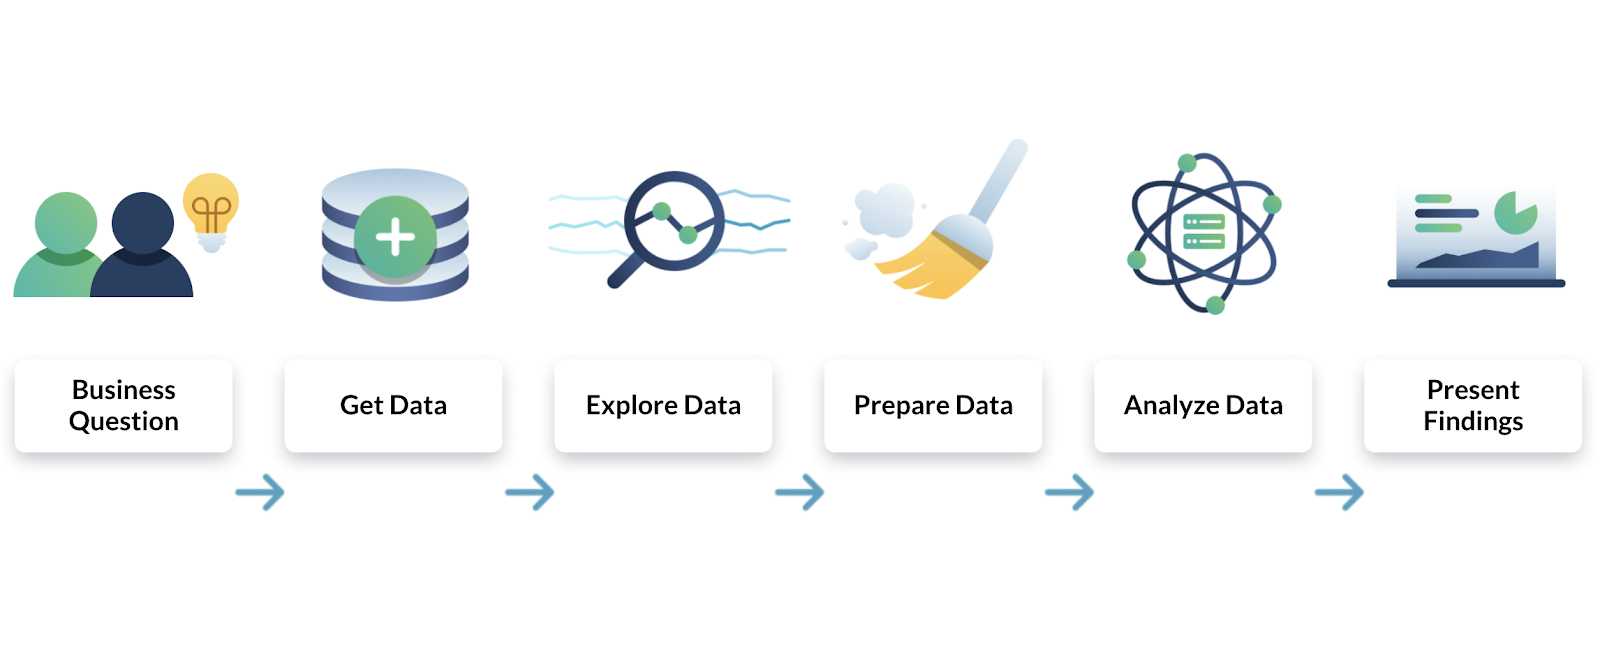 Business
Question
Get Data
Explore Data
Prepare Data
Analyze Data
Present
Findings